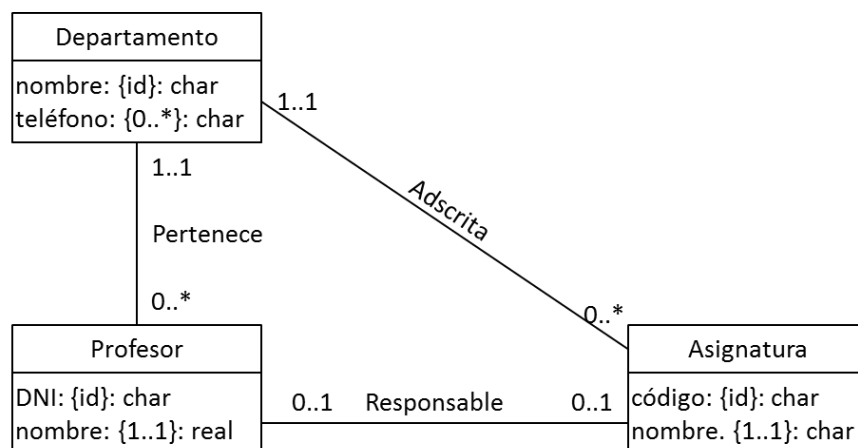 Departamento
nombre: {id}: char
teléfono: {0..*}: char
1..1
1..1
Adscrita
Pertenece
0..*
0..*
Profesor
DNI: {id}: char
nombre: {1..1}: real
0..1 Responsable 0..1
Asignatura
código: {id}: char
nombre. {1..1}: char